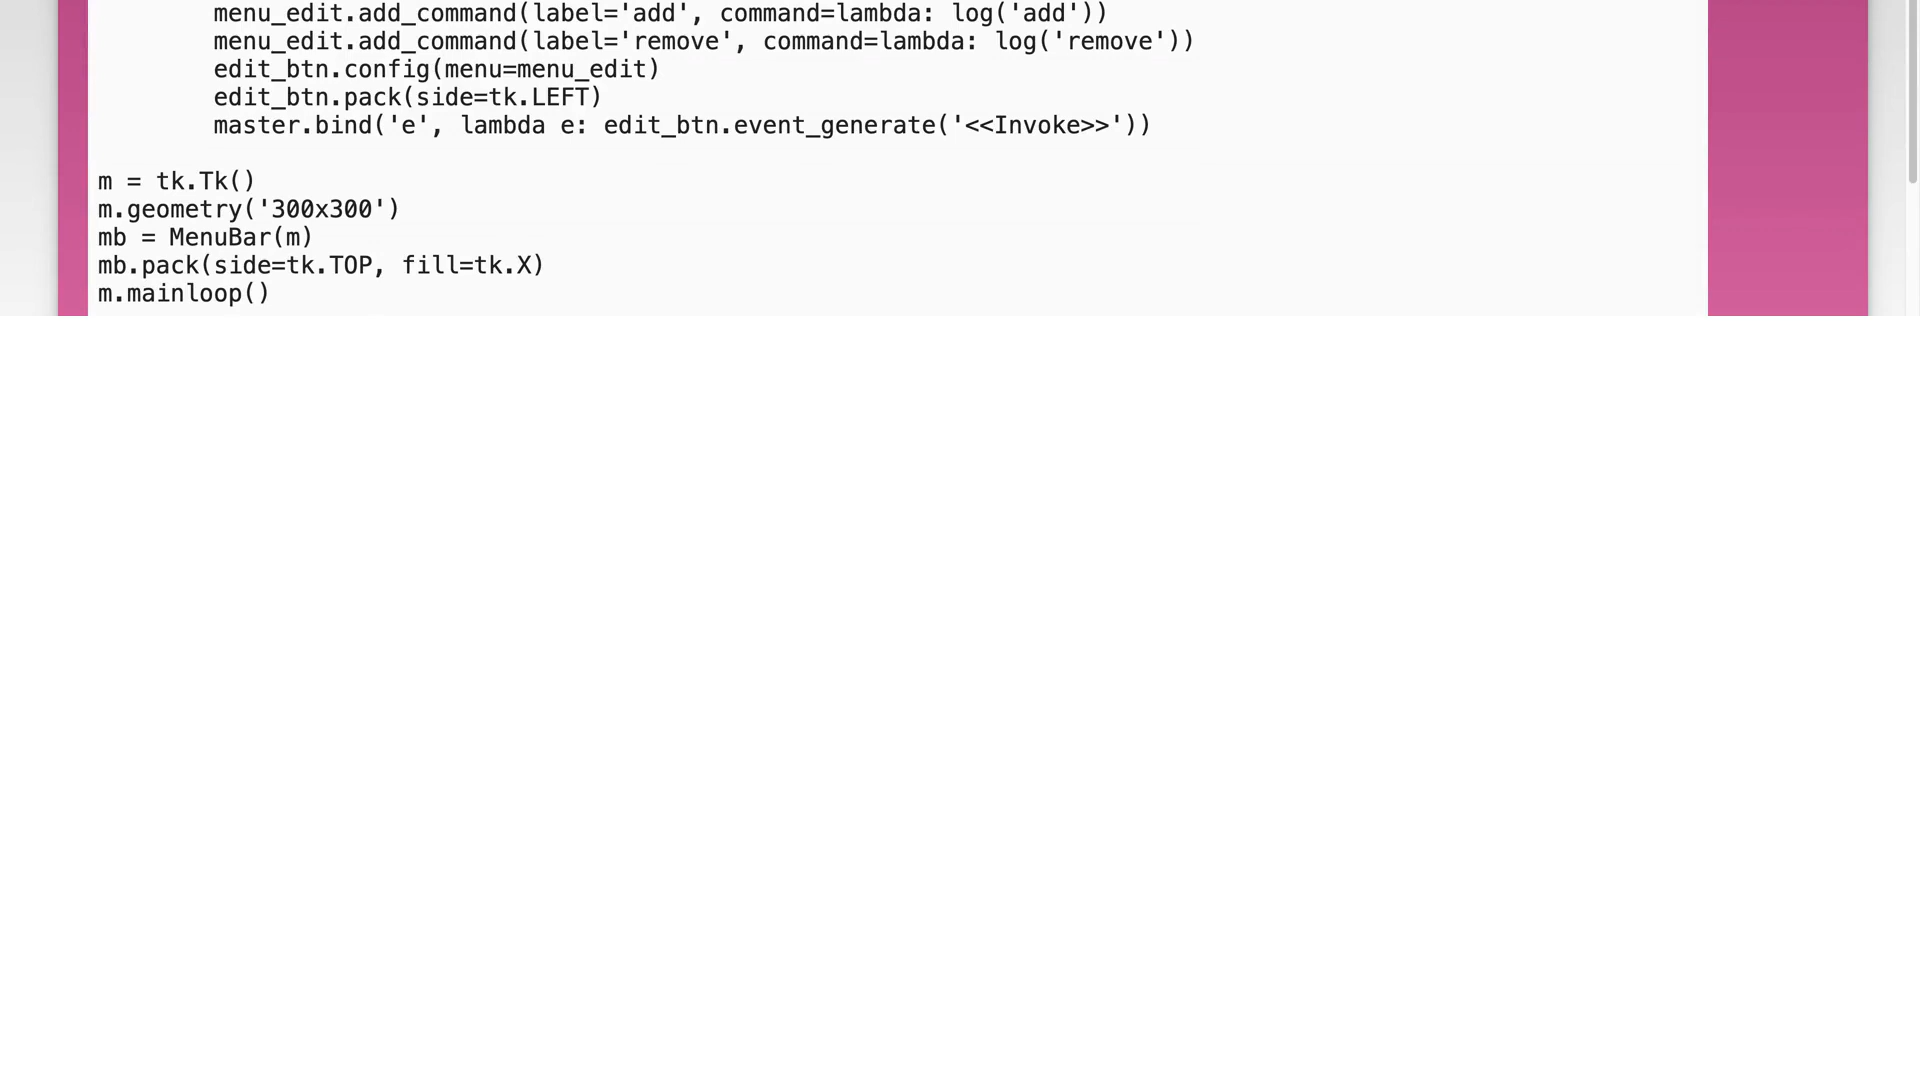 menu_edit.add_command(label='add', command=lambda: log('add'))
menu_edit.add_command(label='remove', command=lambda: log('remove'))
edit_btn.config(menu=menu_edit)
edit_btn.pack(side=tk.LEFT)
master.bind('e', lambda e: edit_btn.event_generate('<<Invoke>>'))
m = tk.Tk()
m.geometry('300x300')
mb = MenuBar(m)
mb.pack(side=tk.TOP, fill=tk.X)
m.mainloop()